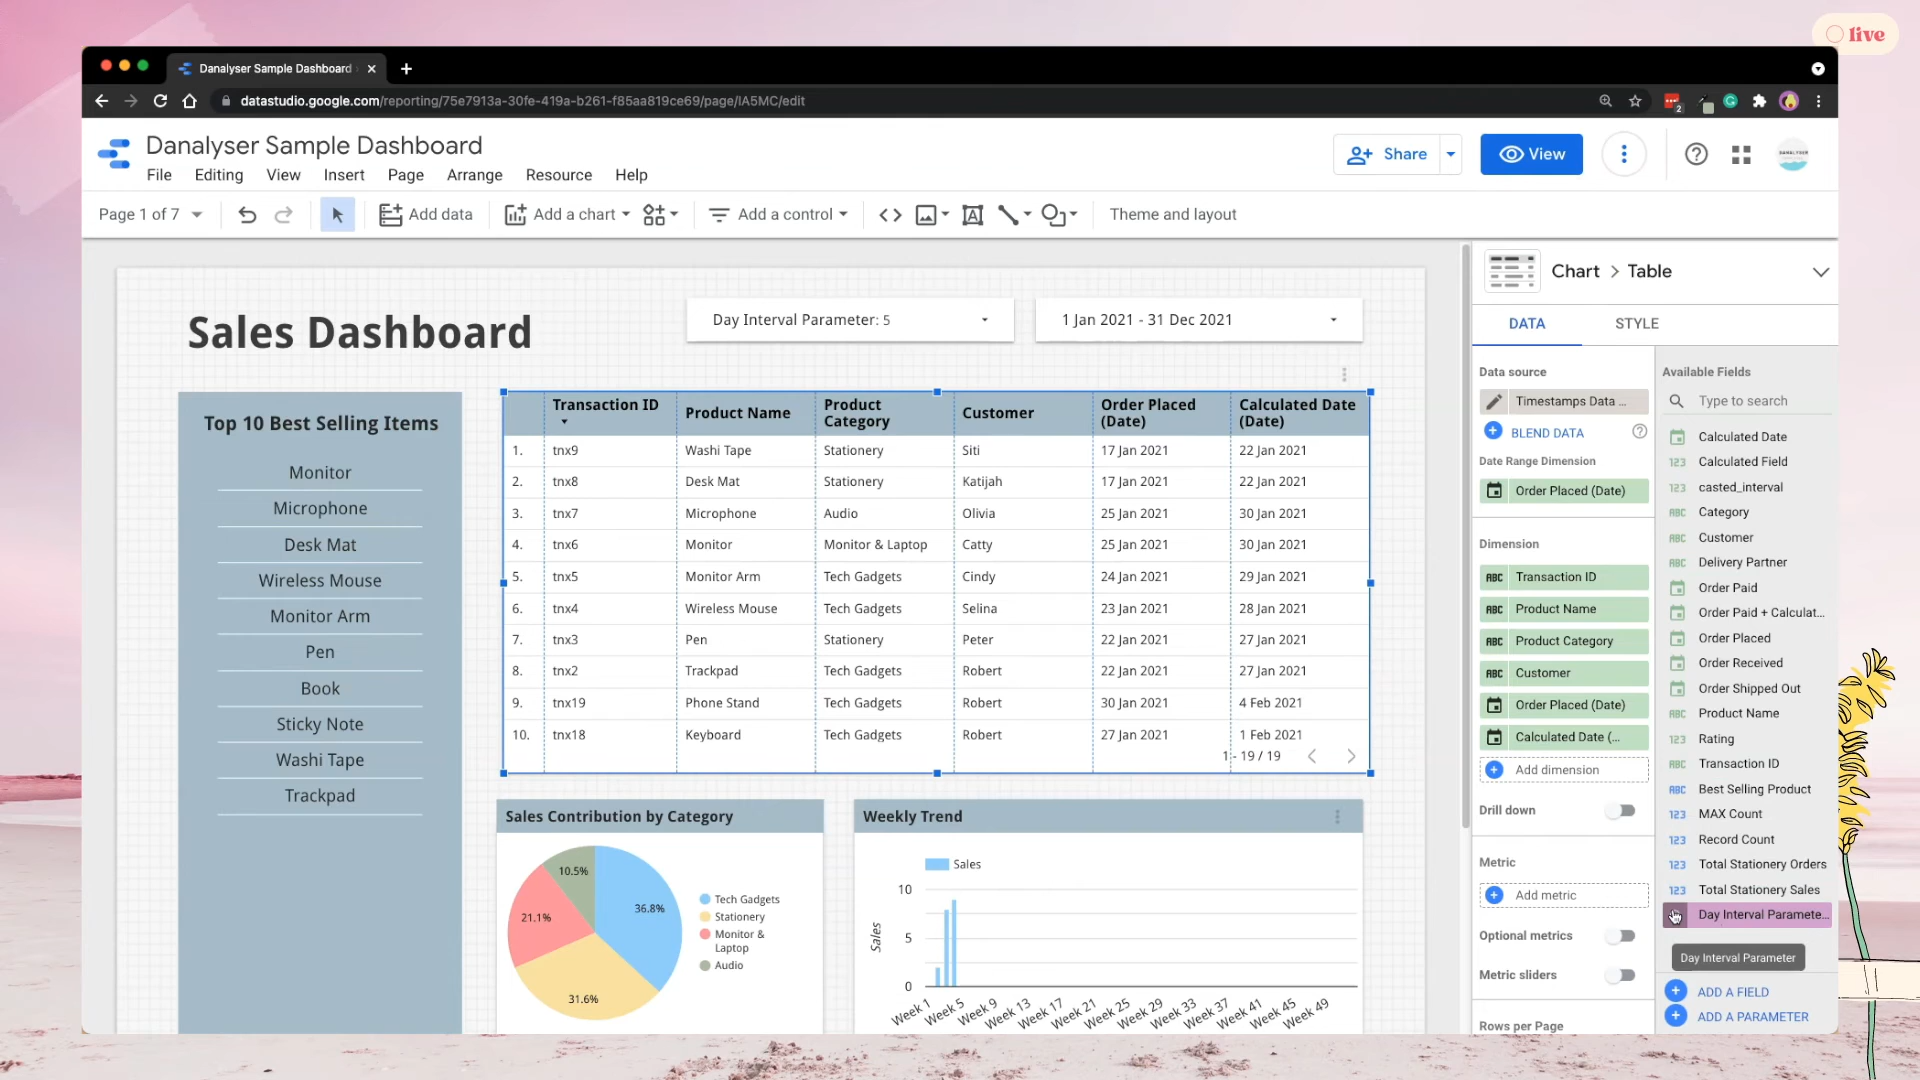 live
Danalyser Sample Dashboard
datastudio.google.com/reporting/75e7913a-30fe-419a-b261-f85aa819ce69/page/IA5MC/edit
2
Danalyser Sample Dashboard
File Editing View Insert Page Arrange Resource Help
Share
View
Page 1 of 7
Add data
Add a chart
Add a control
Theme and layout
Sales Dashboard
Day Interval Parameter: 5
1 Jan 2021 - 31 Dec 2021
Top 10 Best Selling Items
Monitor
Microphone
Desk Mat
Wireless Mouse
Monitor Arm
Pen
Book
Sticky Note
Washi Tape
Trackpad
Transaction ID Product Name Product Category Customer Order Placed (Date) Calculated Date (Date)
1. tnx9 Washi Tape Stationery Siti 17 Jan 2021 22 Jan 2021
2. tnx8 Desk Mat Stationery Katijah 17 Jan 2021 22 Jan 2021
3. tnx7 Microphone Audio Olivia 25 Jan 2021 30 Jan 2021
4. tnx6 Monitor Monitor & Laptop Catty 25 Jan 2021 30 Jan 2021
5. tnx5 Monitor Arm Tech Gadgets Cindy 24 Jan 2021 29 Jan 2021
6. tnx4 Wireless Mouse Tech Gadgets Selina 23 Jan 2021 28 Jan 2021
7. tnx3 Pen Stationery Peter 22 Jan 2021 27 Jan 2021
8. tnx2 Trackpad Tech Gadgets Robert 22 Jan 2021 27 Jan 2021
9. tnx19 Phone Stand Tech Gadgets Robert 30 Jan 2021 4 Feb 2021
10. tnx18 Keyboard Tech Gadgets Robert 27 Jan 2021 1 Feb 2021
1 - 19 / 19
Sales Contribution by Category
10.5%
36.8%
21.1%
31.6%
Tech Gadgets
Stationery
Monitor &
Laptop
Audio
Weekly Trend
Sales
10
5
0
Sales
Week 1 Week 5 Week 9 Week 13 Week 17 Week 21 Week 25 Week 29 Week 33 Week 37 Week 41 Week 45 Week 49
Chart > Table
DATA
STYLE
Data source
Timestamps Data ...
BLEND DATA
Date Range Dimension
Order Placed (Date)
Dimension
ABC Transaction ID
ABC Product Name
ABC Product Category
ABC Customer
Order Placed (Date)
Calculated Date (...
Add dimension
Drill down
Metric
Add metric
Optional metrics
Metric sliders
Rows per Page
Available Fields
Type to search
Calculated Date
123 Calculated Field
123 casted_interval
ABC Category
ABC Customer
ABC Delivery Partner
Order Paid
Order Paid + Calculat...
Order Placed
Order Received
Order Shipped Out
ABC Product Name
ABC Rating
ABC Transaction ID
ABC Best Selling Product
123 MAX Count
123 Record Count
123 Total Stationery Orders
123 Total Stationery Sales
Day Interval Paramete...
Day Interval Parameter
ADD A FIELD
ADD A PARAMETER